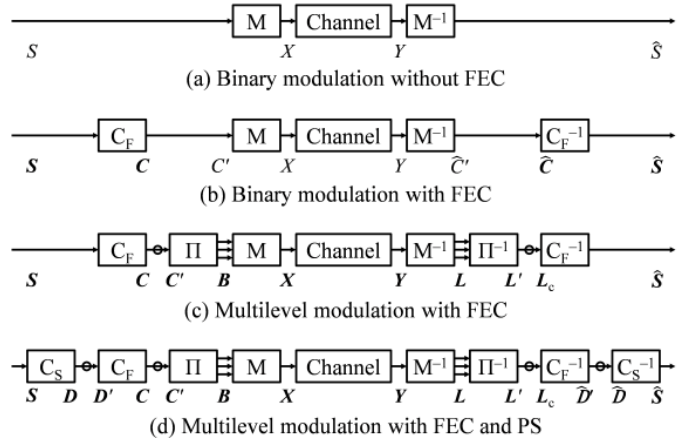 M Channel M⁻¹
S X Y Ŝ
(a) Binary modulation without FEC
C_F M Channel M⁻¹ C_F⁻¹
S C C′ X Y Ĉ′ Ĉ Ŝ
(b) Binary modulation with FEC
C_F Π M Channel M⁻¹ Π⁻¹ C_F⁻¹
S C C′ B X Y L L′ L_c Ŝ
(c) Multilevel modulation with FEC
C_S C_F Π M Channel M⁻¹ Π⁻¹ C_F⁻¹ C_S⁻¹
S D D′ C C′ B X Y L L′ L_c D̂′ D̂ Ŝ
(d) Multilevel modulation with FEC and PS